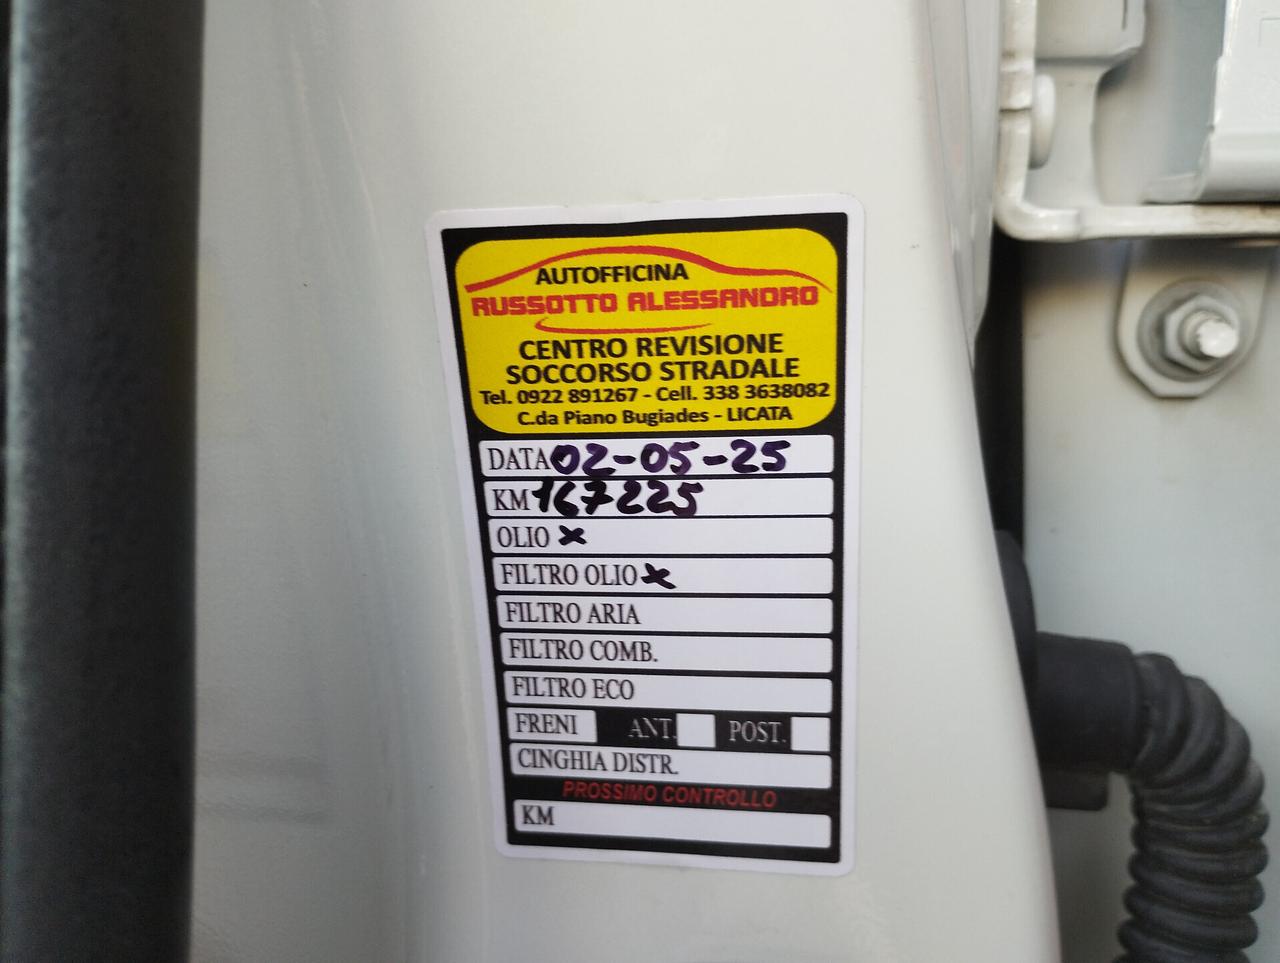 AUTOFFICINA
RUSSOTTO ALESSANDRO
CENTRO REVISIONE
SOCCORSO STRADALE
Tel. 0922 891267 - Cell. 338 3638082
C.da Piano Bugiades - LICATA
DATA 02-05-25
KM 167225
OLIO x
FILTRO OLIO x
FILTRO ARIA
FILTRO COMB.
FILTRO ECO
FRENI ANT. POST.
CINGHIA DISTR.
PROSSIMO CONTROLLO
KM